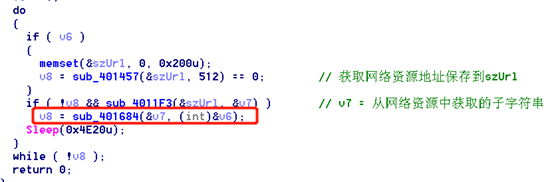 do
{
if ( v6 )
{
memset(&szUrl, 0, 0x200u);
v8 = sub_401457(&szUrl, 512) == 0; // 获取网络资源地址保存到szUrl
}
if ( !v8 && sub_4011F3(&szUrl, &v7) ) // v7 = 从网络资源中获取的子字符串
v8 = sub_401684(&v7, (int)&v6);
Sleep(0x4E20u);
}
while ( !v8 );
return 0;